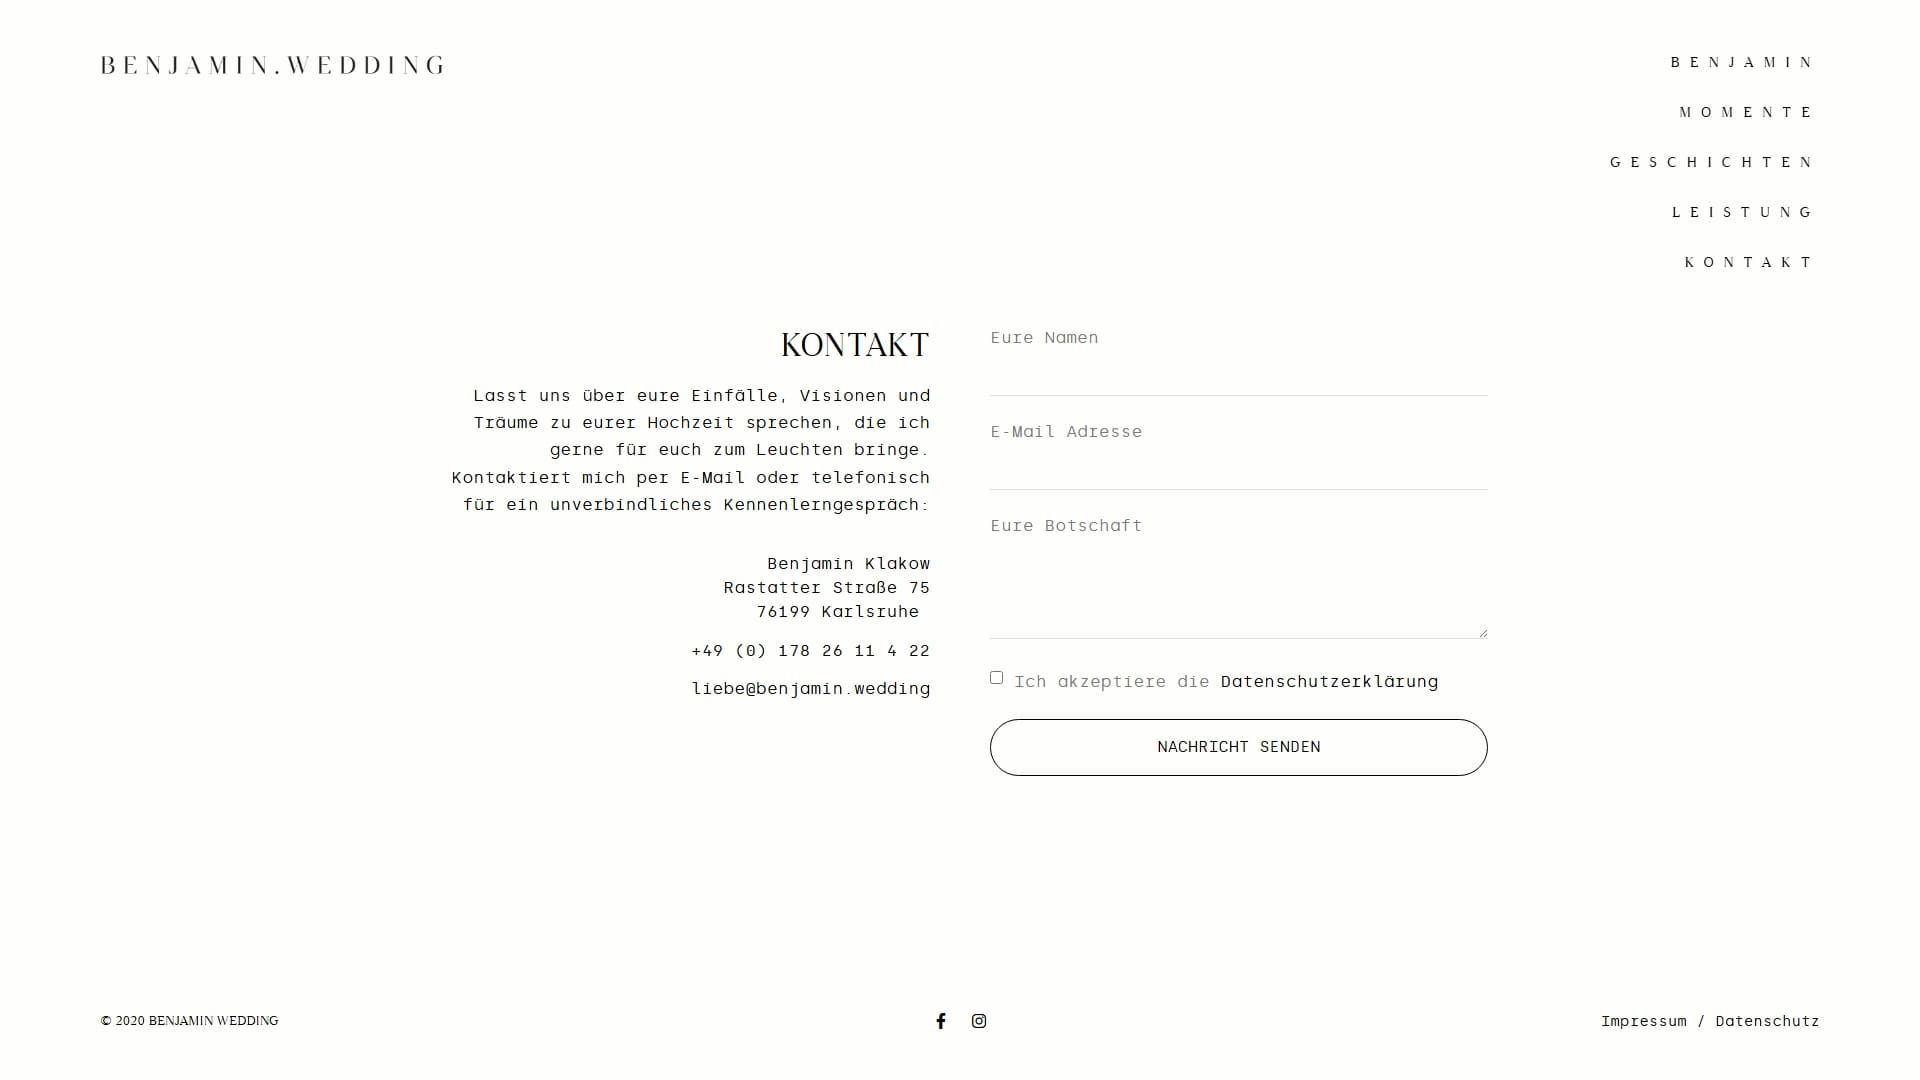 BENJAMIN.WEDDING
BENJAMIN
MOMENTE
GESCHICHTEN
LEISTUNG
KONTAKT
KONTAKT
Lasst uns über eure Einfälle, Visionen und
Träume zu eurer Hochzeit sprechen, die ich
gerne für euch zum Leuchten bringe.
Kontaktiert mich per E-Mail oder telefonisch
für ein unverbindliches Kennenlerngespräch:
Benjamin Klakow
Rastatter Straße 75
76199 Karlsruhe
+49 (0) 178 26 11 4 22
liebe@benjamin.wedding
Eure Namen
E-Mail Adresse
Eure Botschaft
Ich akzeptiere die Datenschutzerklärung
NACHRICHT SENDEN
© 2020 BENJAMIN WEDDING
Impressum / Datenschutz